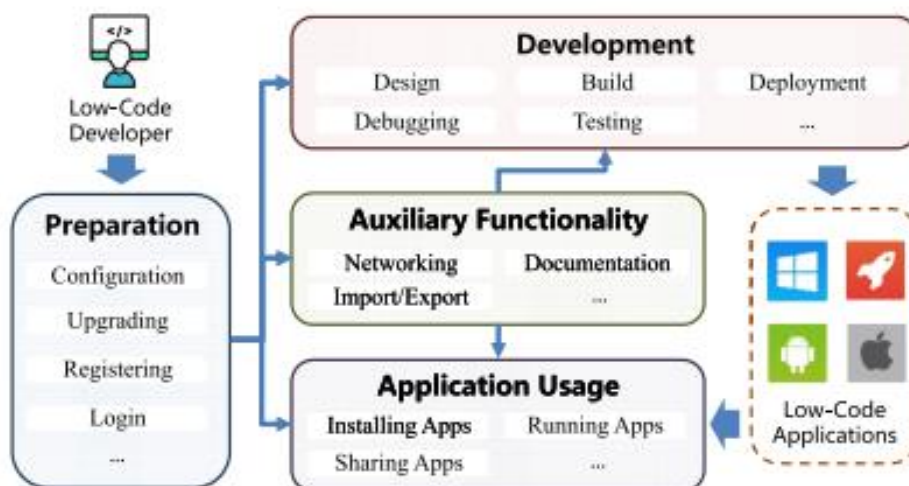 </>
Low-Code
Developer
Preparation
Configuration
Upgrading
Registering
Login
...
Development
Design Build Deployment
Debugging Testing ...
Auxiliary Functionality
Networking Documentation
Import/Export ...
Application Usage
Installing Apps Running Apps
Sharing Apps ...
Low-Code
Applications